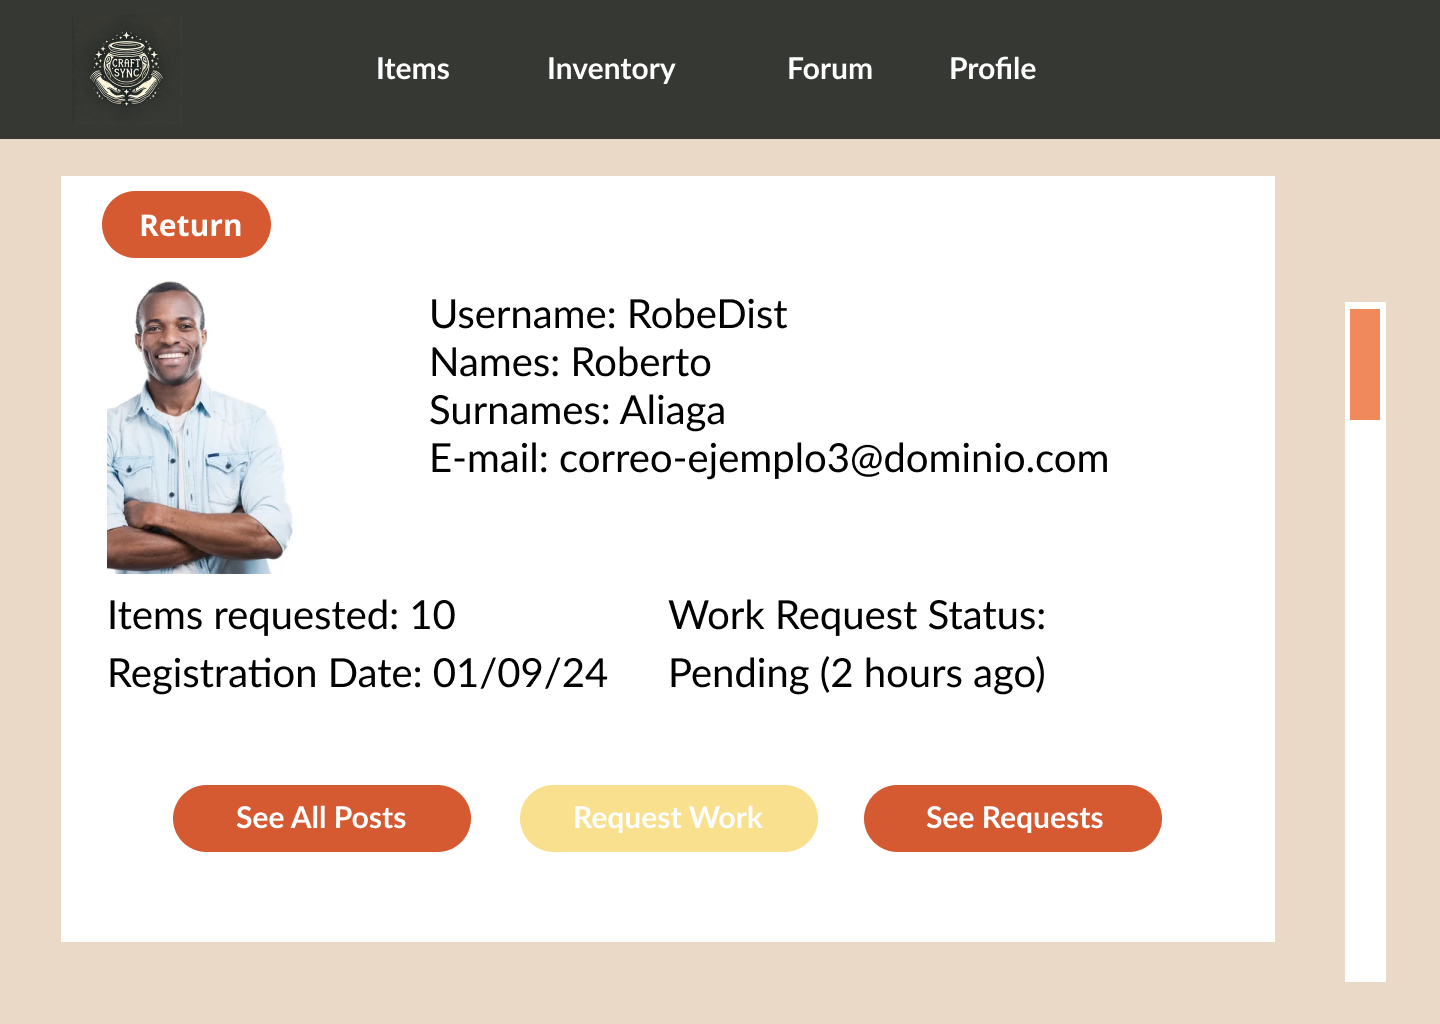 CRAFT
SYNC
Items
Inventory
Forum
Profile
Return
Username: RobeDist
Names: Roberto
Surnames: Aliaga
E-mail: correo-ejemplo3@dominio.com
Items requested: 10
Registration Date: 01/09/24
Work Request Status:
Pending (2 hours ago)
See All Posts
Request Work
See Requests